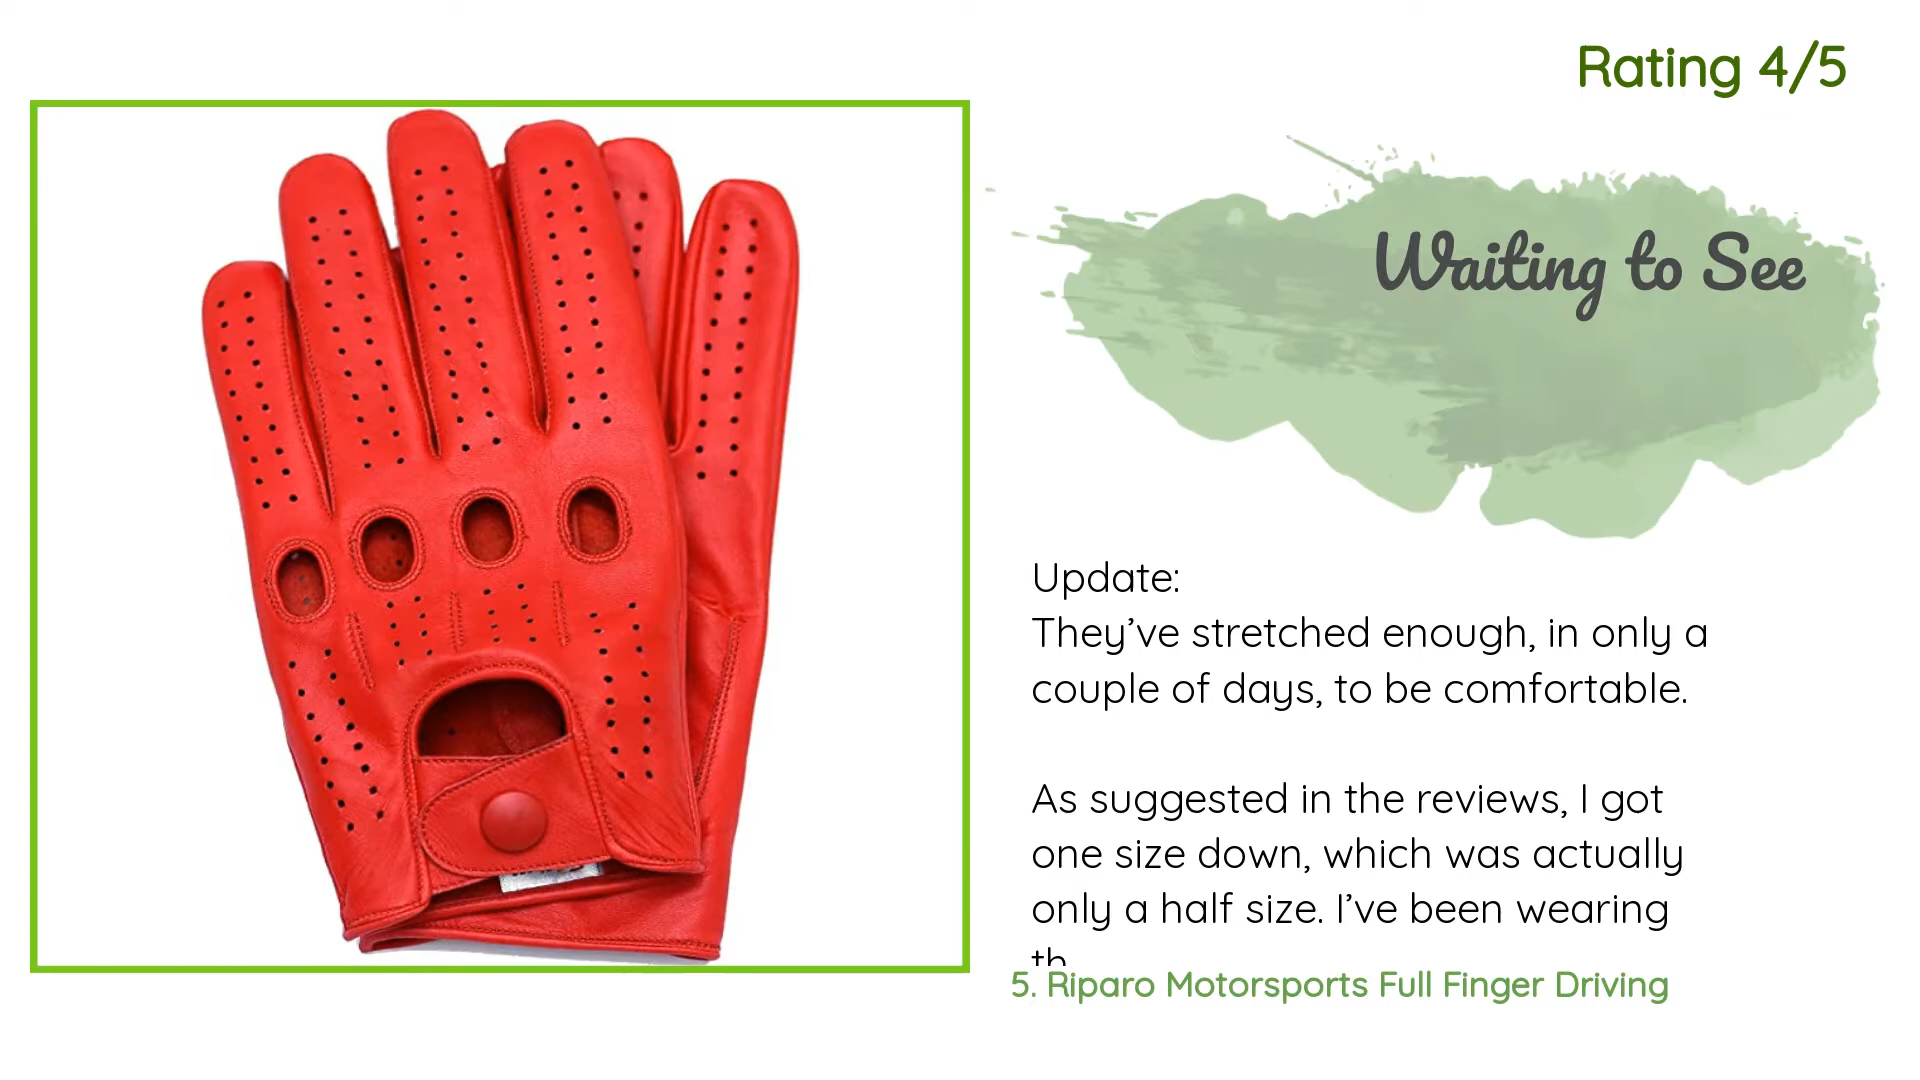 Rating 4/5
Waiting to See
Update:
They’ve stretched enough, in only a
couple of days, to be comfortable.
As suggested in the reviews, I got
one size down, which was actually
only a half size. I’ve been wearing
th
5. Riparo Motorsports Full Finger Driving